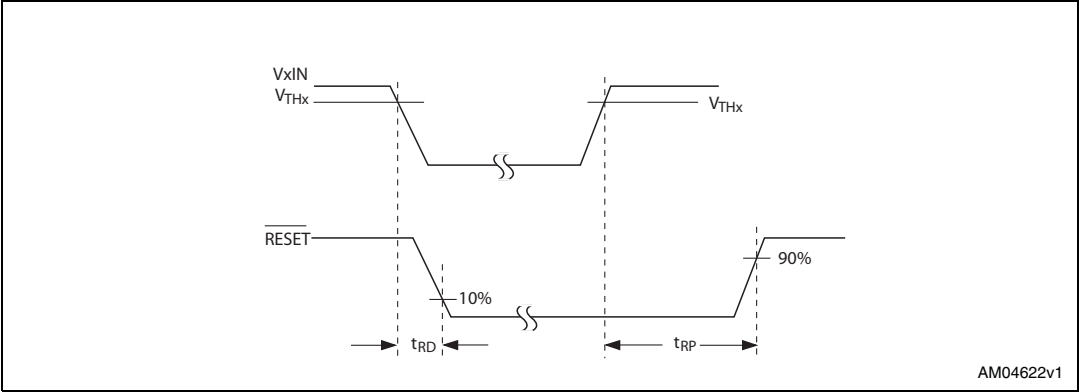 VxIN
VTHx
VTHx
RESET
90%
10%
tRD
tRP
AM04622v1